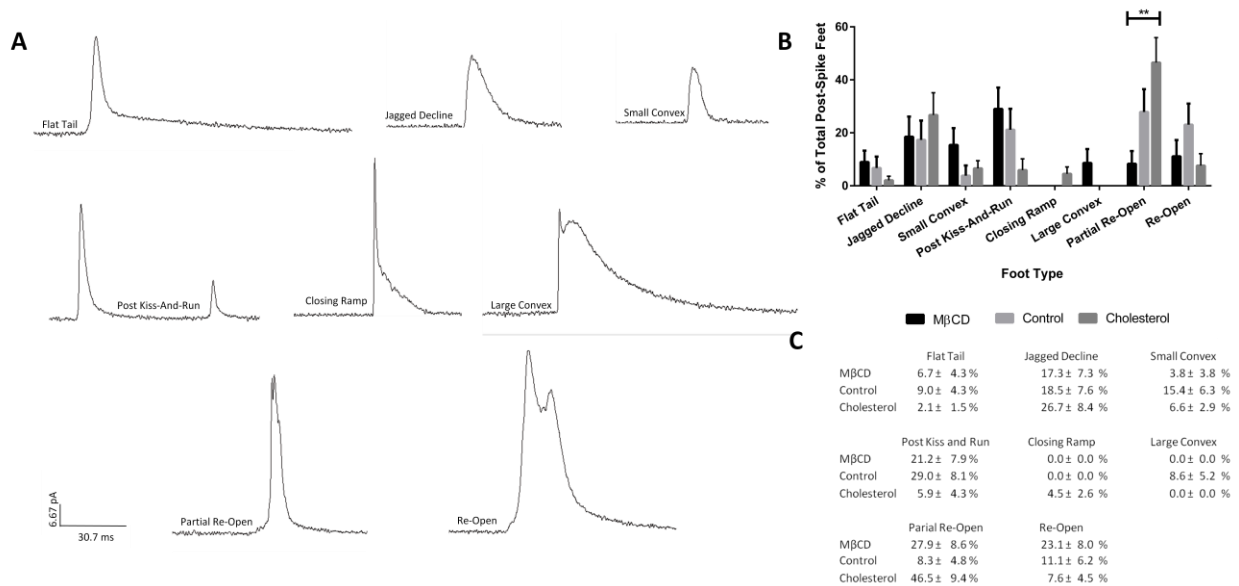 A
Flat Tail
Jagged Decline
Small Convex
Post Kiss-And-Run
Closing Ramp
Large Convex
Partial Re-Open
Re-Open
6.67 pA
30.7 ms
B
% of Total Post-Spike Feet
60
40
20
0
**
Flat Tail
Jagged Decline
Small Convex
Post Kiss-And-Run
Closing Ramp
Large Convex
Partial Re-Open
Re-Open
Foot Type
MβCD Control Cholesterol
C
Flat Tail Jagged Decline Small Convex
MβCD 6.7 ± 4.3 % 17.3 ± 7.3 % 3.8 ± 3.8 %
Control 9.0 ± 4.3 % 18.5 ± 7.6 % 15.4 ± 6.3 %
Cholesterol 2.1 ± 1.5 % 26.7 ± 8.4 % 6.6 ± 2.9 %
Post Kiss and Run Closing Ramp Large Convex
MβCD 21.2 ± 7.9 % 0.0 ± 0.0 % 0.0 ± 0.0 %
Control 29.0 ± 8.1 % 0.0 ± 0.0 % 8.6 ± 5.2 %
Cholesterol 5.9 ± 4.3 % 4.5 ± 2.6 % 0.0 ± 0.0 %
Parial Re-Open Re-Open
MβCD 27.9 ± 8.6 % 23.1 ± 8.0 %
Control 8.3 ± 4.8 % 11.1 ± 6.2 %
Cholesterol 46.5 ± 9.4 % 7.6 ± 4.5 %